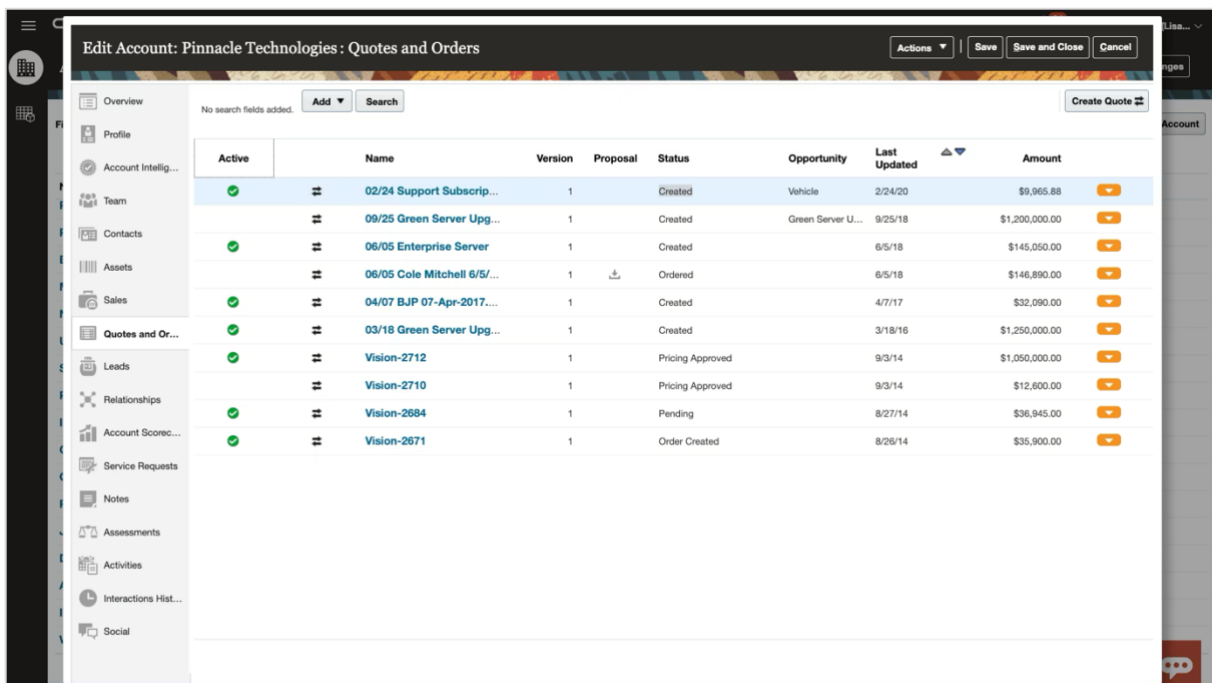 Edit Account: Pinnacle Technologies : Quotes and Orders
Actions Save Save and Close Cancel
(Lisa...
nges
Account
Overview
Profile
Account Intellig...
Team
Contacts
Assets
Sales
Quotes and Or...
Leads
Relationships
Account Scorec...
Service Requests
Notes
Assessments
Activities
Interactions Hist...
Social
No search fields added. Add Search Create Quote
Active Name Version Proposal Status Opportunity Last Updated Amount
02/24 Support Subscrip... 1 Created Vehicle 2/24/20 $9,965.88
09/25 Green Server Upg... 1 Created Green Server U... 9/25/18 $1,200,000.00
06/05 Enterprise Server 1 Created 6/5/18 $145,050.00
06/05 Cole Mitchell 6/5/... 1 Ordered 6/5/18 $146,890.00
04/07 BJP 07-Apr-2017.... 1 Created 4/7/17 $32,090.00
03/18 Green Server Upg... 1 Created 3/18/16 $1,250,000.00
Vision-2712 1 Pricing Approved 9/3/14 $1,050,000.00
Vision-2710 1 Pricing Approved 9/3/14 $12,600.00
Vision-2684 1 Pending 8/27/14 $36,945.00
Vision-2671 1 Order Created 8/26/14 $35,900.00